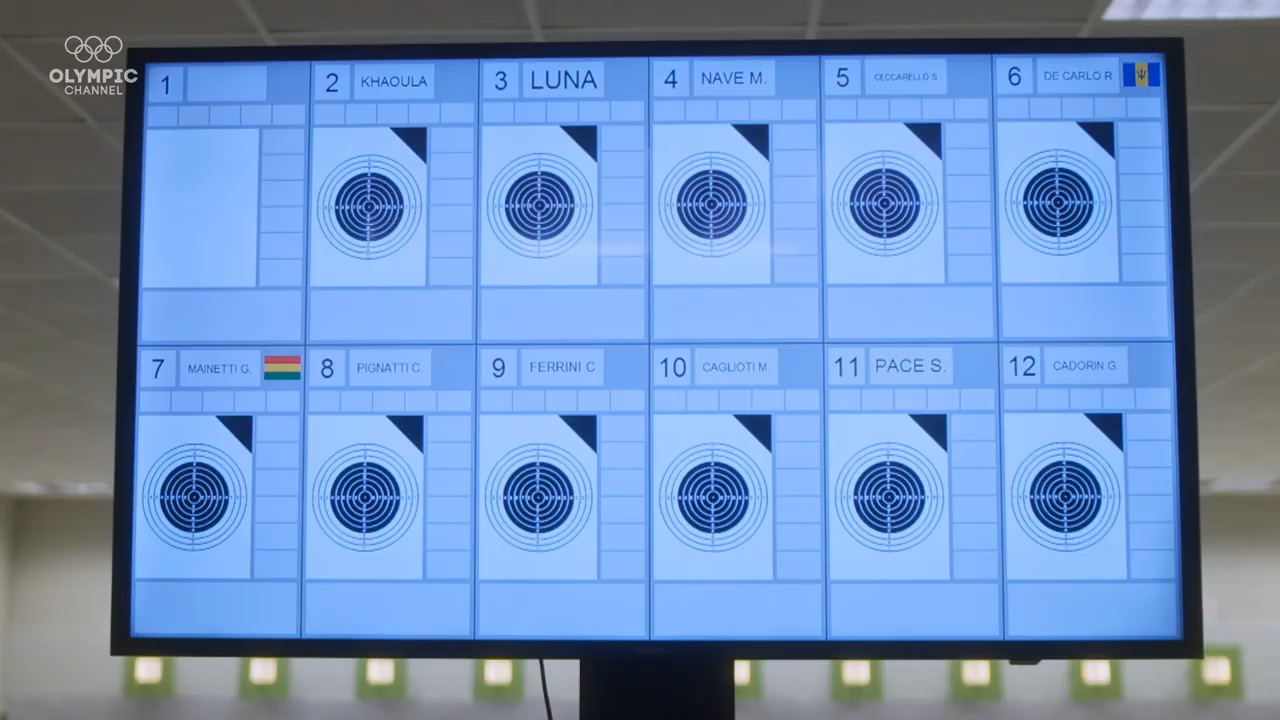 OLYMPIC
CHANNEL
1
2 KHAOULA
3 LUNA
4 NAVE M.
5 CECCARELLO S
6 DE CARLO R
7 MAINETTI G.
8 PIGNATTI C.
9 FERRINI C
10 CAGLIOTI M.
11 PACE S.
12 CADORIN G.